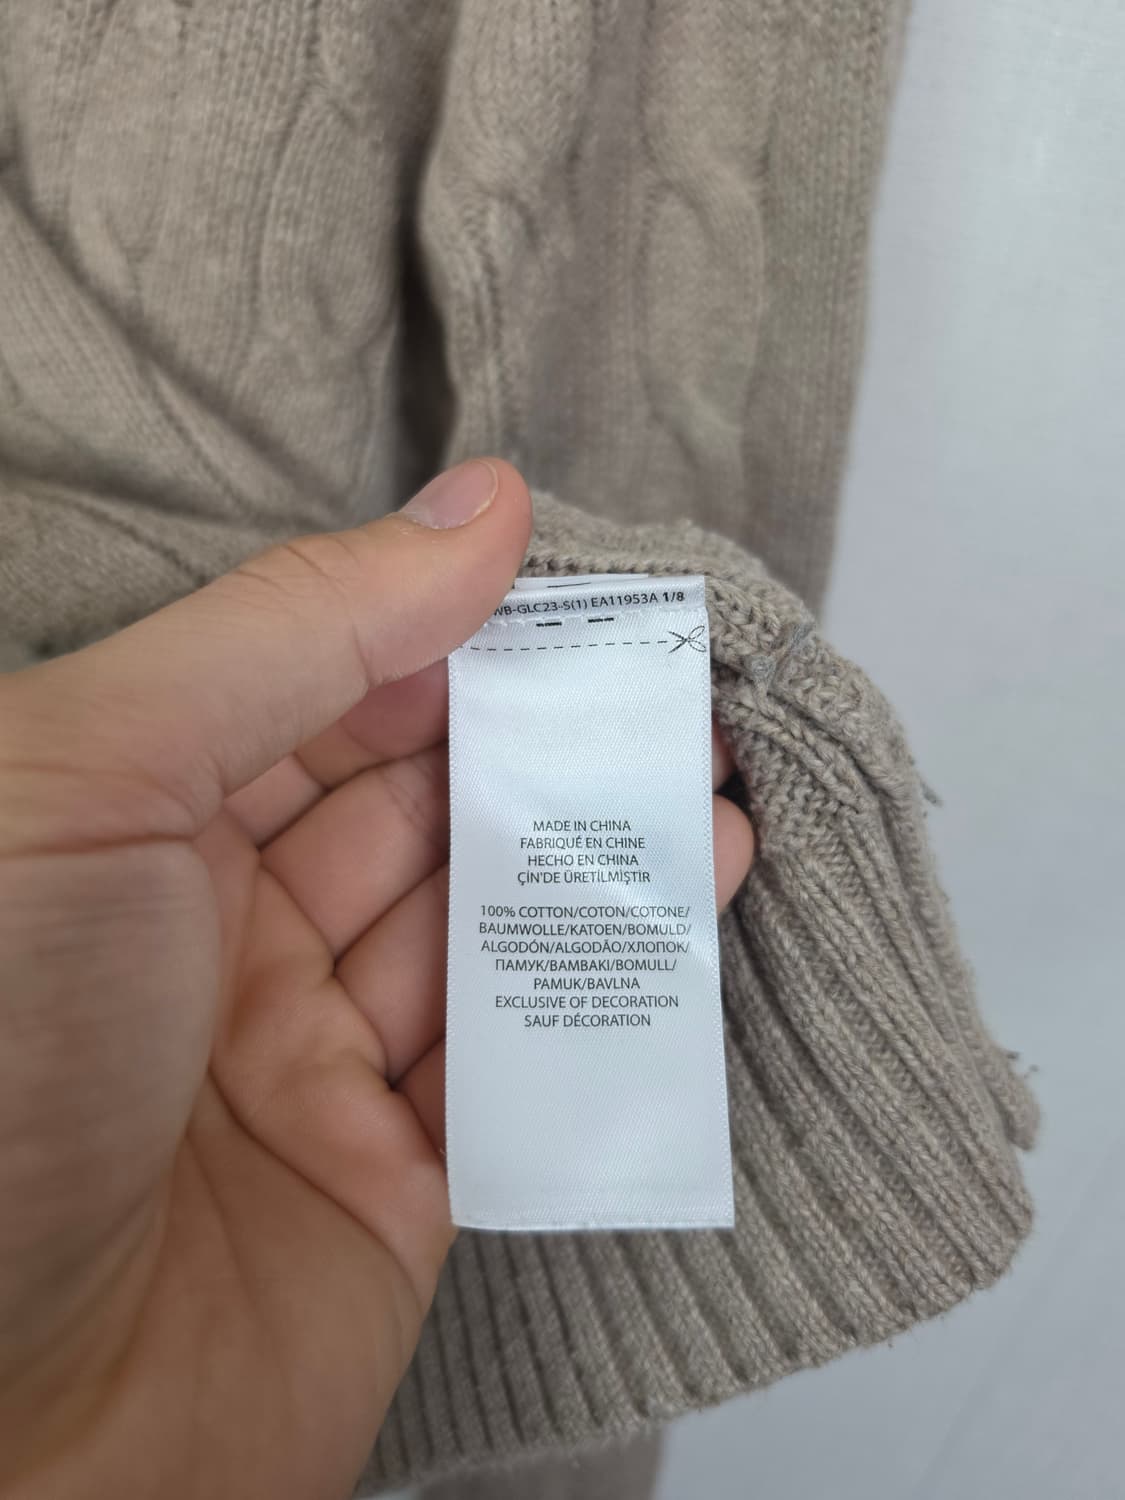 WB-GLC23-S(1) EA11953A 1/8
MADE IN CHINA
FABRIQUÉ EN CHINE
HECHO EN CHINA
ÇİN'DE ÜRETİLMİŞTİR
100% COTTON/COTON/COTONE/
BAUMWOLLE/KATOEN/BOMULD/
ALGODÓN/ALGODÃO/ХЛОПОК/
ΠАМУК/BAMBAKI/BOMULL/
PAMUK/BAVLNA
EXCLUSIVE OF DECORATION
SAUF DÉCORATION